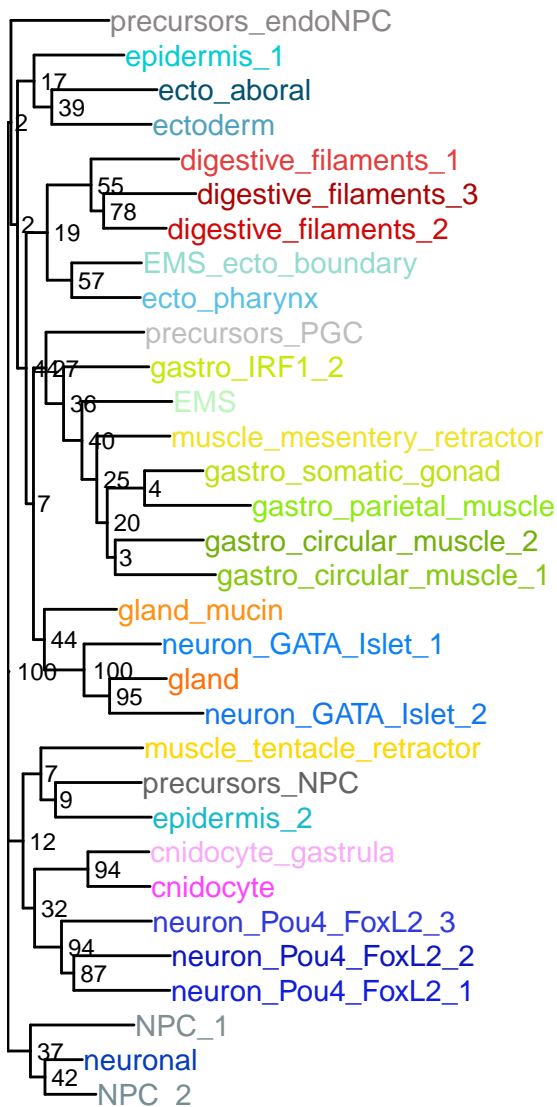 precursors_endoNPC
epidermis_1
17
ecto_aboral
39
2
ectoderm
digestive_filaments_1
55
digestive_filaments_3
78
2
19
digestive_filaments_2
EMS_ecto_boundary
57
ecto_pharynx
precursors_PGC
44
27
gastro_IRF1_2
36
EMS
40
muscle_mesentery_retractor
25
gastro_somatic_gonad
4
7
gastro_parietal_muscle
20
gastro_circular_muscle_2
3
gastro_circular_muscle_1
gland_mucin
44
neuron_GATA_Islet_1
100
100
gland
95
neuron_GATA_Islet_2
muscle_tentacle_retractor
7
precursors_NPC
9
epidermis_2
12
cnidocyte_gastrula
94
cnidocyte
32
neuron_Pou4_FoxL2_3
94
neuron_Pou4_FoxL2_2
87
neuron_Pou4_FoxL2_1
NPC_1
37
neuronal
42
NPC_2